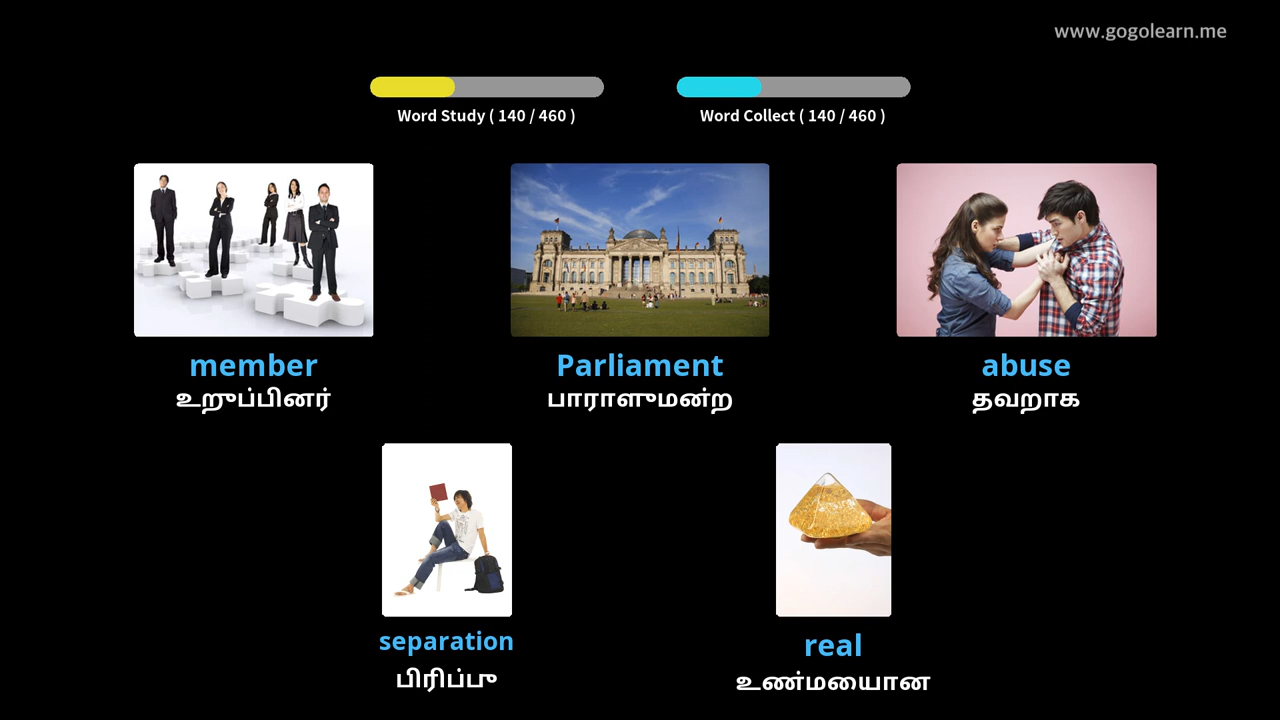 www.gogolearn.me
Word Study ( 140 / 460 )
Word Collect ( 140 / 460 )
member
உறுப்பினர்
Parliament
பாராளுமன்ற
abuse
தவறாக
separation
பிரிப்பு
real
உண்மையான